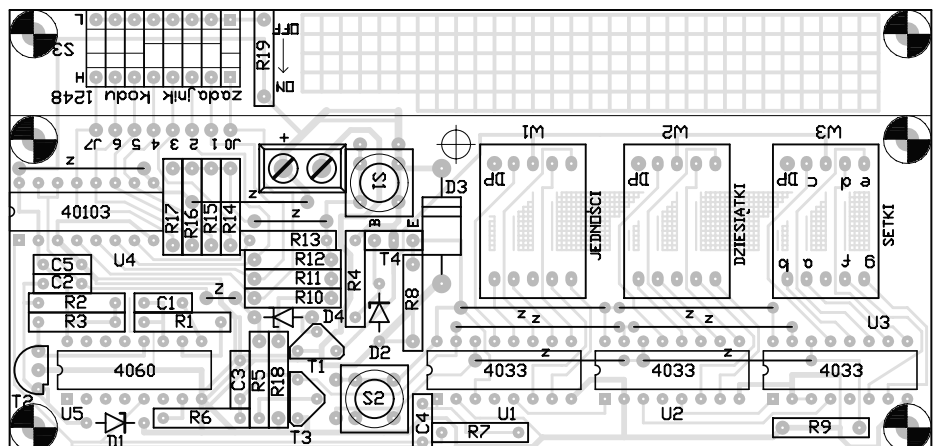 L
S3
H
1248 kodu zadajnik
R19
OFF
ON
J7 6 5 4 3 2 1 J0
W1
W2
W3
+
z
40103
U4
R17
R16
R15
R14
z
z
R13
S1
B
E
T4
D3
DP
JEDNOŚCI
DP
DZIESIĄTKI
DP c a e
b a f g
SETKI
C5
C2
R2
R3
C1
R1
z
R12
R11
R10
D4
R4
D2
R8
z
z
z
z
U3
T2
4060
U5
C3
R5
R18
T1
T3
S2
R6
D1
C4
z
z
4033
4033
4033
U1
U2
R7
R9